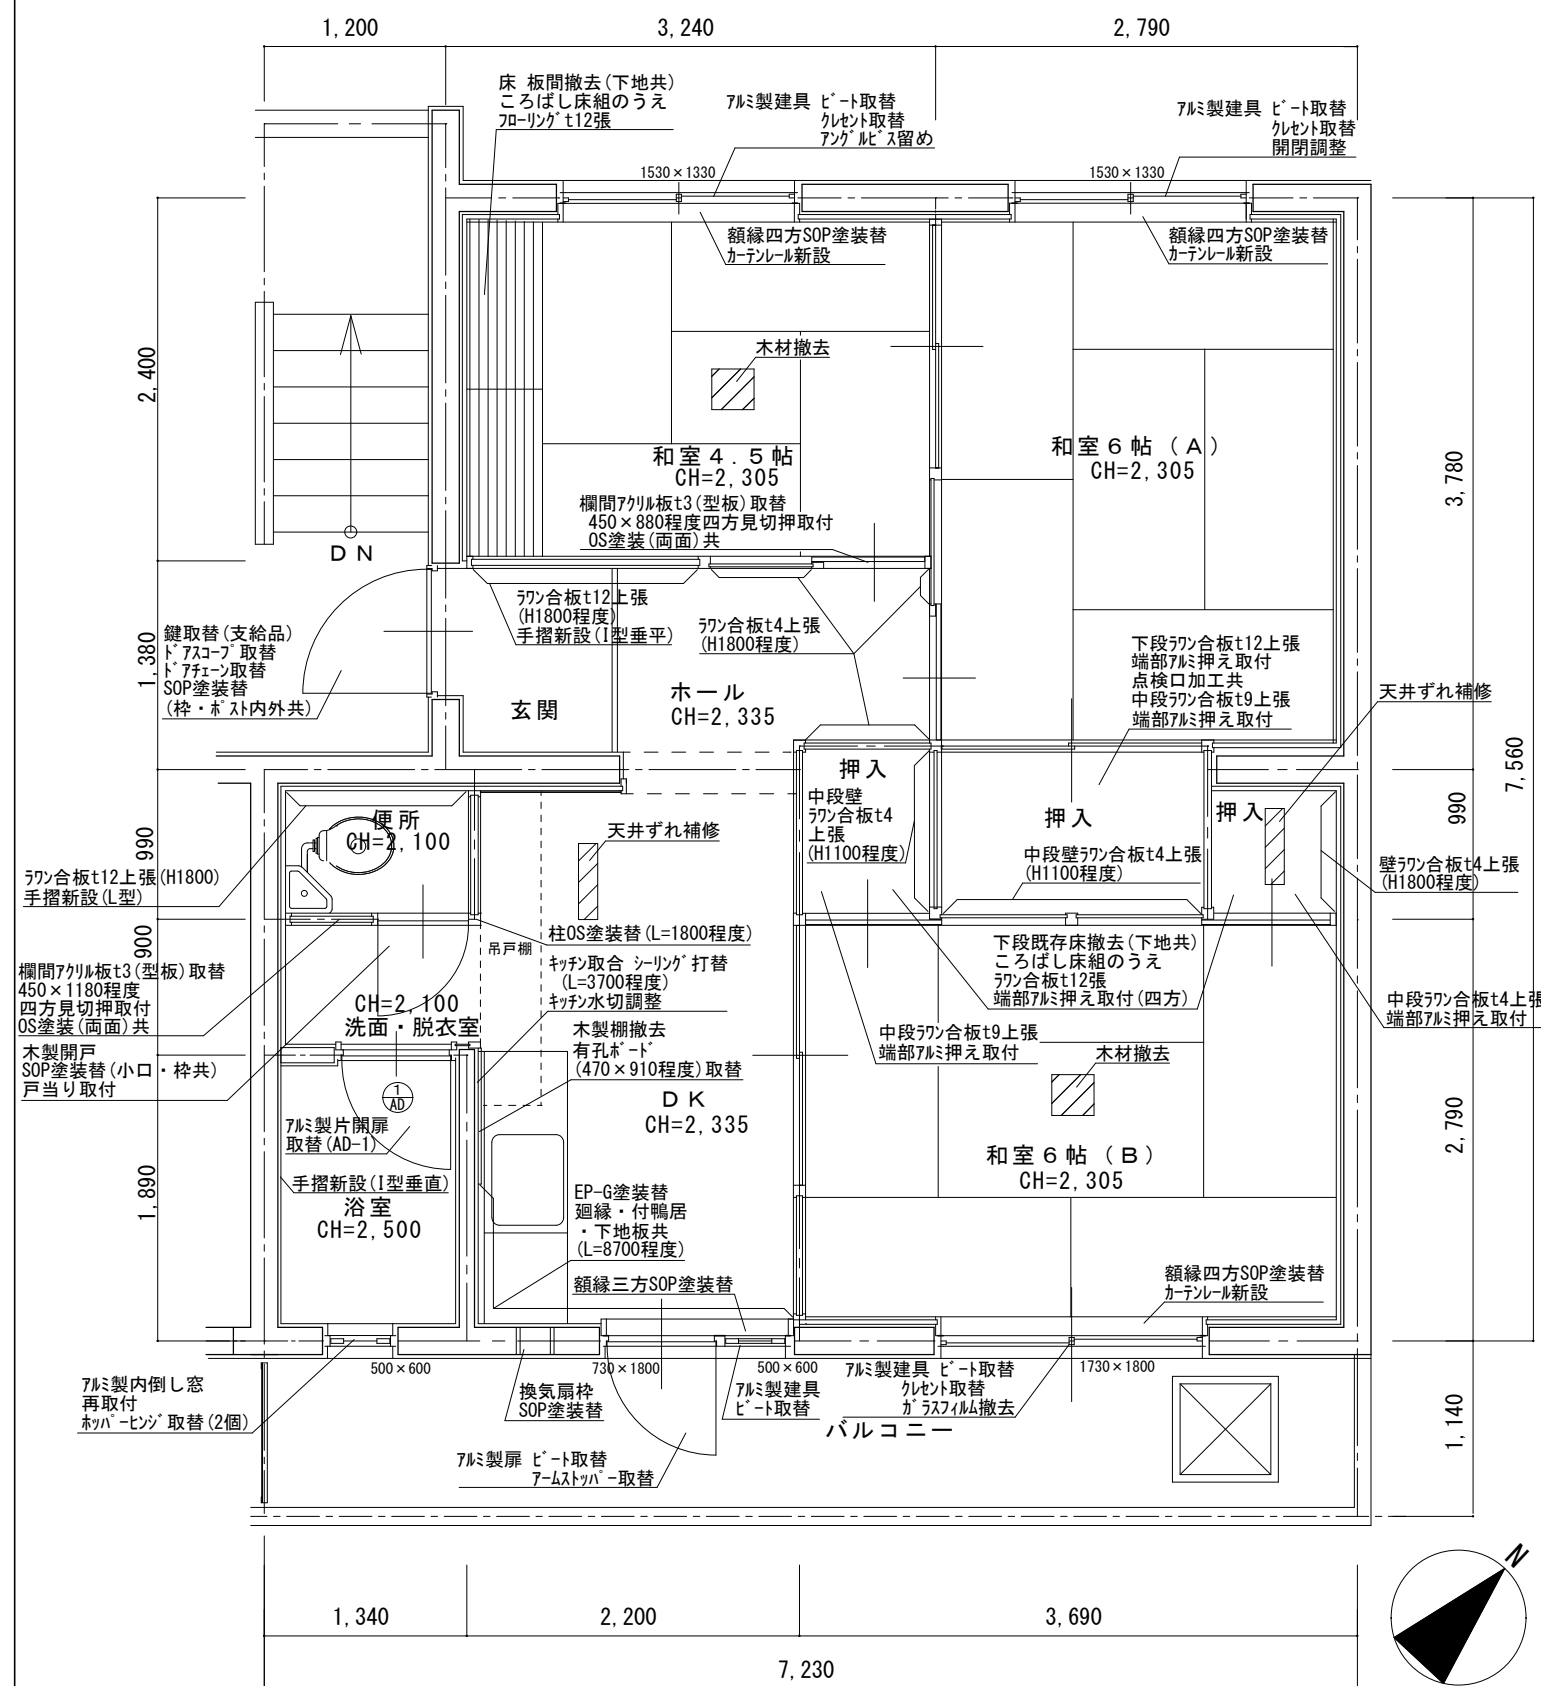 1,200
3,240
2,790
床 板間撤去(下地共)
ころばし床組のうえ
フローリングt12張
アルミ製建具 ビート取替
クレセント取替
アングルビス留め
アルミ製建具 ビート取替
クレセント取替
開閉調整
1530×1330
1530×1330
額縁四方SOP塗装替
カーテンレール新設
額縁四方SOP塗装替
カーテンレール新設
木材撤去
2,400
3,780
和室4.5帖
CH=2,305
和室6帖(A)
CH=2,305
欄間アクリル板t3(型板)取替
450×880程度四方見切押取付
OS塗装(両面)共
DN
ラワン合板t12上張
(H1800程度)
手摺新設(I型垂平)
ラワン合板t4上張
(H1800程度)
鍵取替(支給品)
ドアスコープ取替
ドアチェーン取替
SOP塗装替
(枠・ポスト内外共)
1,380
玄関
ホール
CH=2,335
下段ラワン合板t12上張
端部アルミ押え取付
点検口加工共
中段ラワン合板t9上張
端部アルミ押え取付
天井ずれ補修
7,560
押入
中段壁
ラワン合板t4
上張
(H1100程度)
押入
押入
990
便所
CH=2,100
990
天井ずれ補修
中段壁ラワン合板t4上張
(H1100程度)
壁ラワン合板t4上張
(H1800程度)
ラワン合板t12上張(H1800)
手摺新設(L型)
柱OS塗装替(L=1800程度)
吊戸棚
キッチン取合 シーリング打替
(L=3700程度)
キッチン水切調整
下段既存床撤去(下地共)
ころばし床組のうえ
ラワン合板t12張
端部アルミ押え取付(四方)
900
欄間アクリル板t3(型板)取替
450×1180程度
四方見切押取付
OS塗装(両面)共
CH=2,100
洗面・脱衣室
中段ラワン合板t4上張
端部アルミ押え取付
木製棚撤去
有孔ボード
(470×910程度)取替
中段ラワン合板t9上張
端部アルミ押え取付
木材撤去
木製開戸
SOP塗装替(小口・枠共)
戸当り取付
1
AD
DK
CH=2,335
2,790
アルミ製片開扉
取替(AD-1)
手摺新設(I型垂直)
浴室
CH=2,500
1,890
和室6帖(B)
CH=2,305
EP-G塗装替
廻縁・付鴨居
・下地板共
(L=8700程度)
額縁三方SOP塗装替
額縁四方SOP塗装替
カーテンレール新設
500×600
730×1800
500×600
1730×1800
アルミ製内倒し窓
再取付
ホッパーヒンジ取替(2個)
換気扇枠
SOP塗装替
アルミ製建具
ビート取替
アルミ製建具 ビート取替
クレセント取替
ガラスフィルム撤去
バルコニー
1,140
アルミ製扉 ビート取替
アームストッパー取替
N
1,340
2,200
3,690
7,230